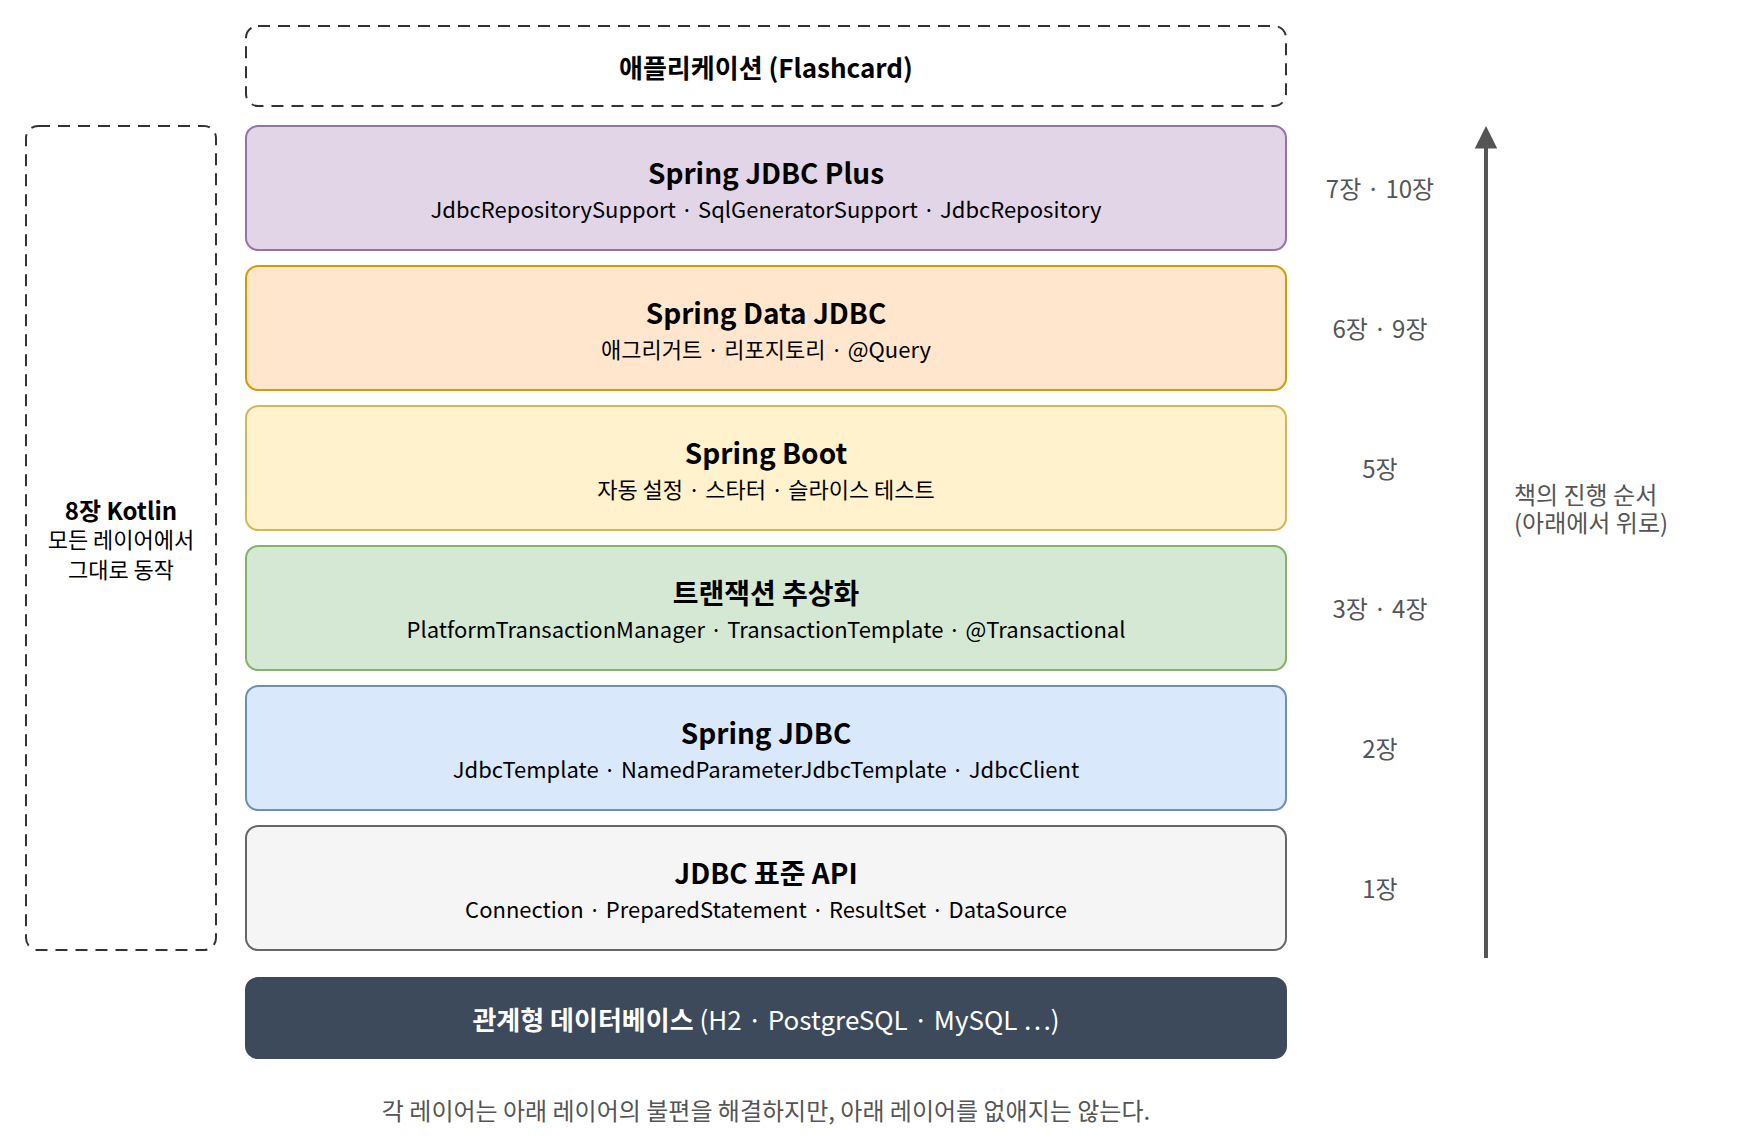 애플리케이션 (Flashcard)
Spring JDBC Plus
JdbcRepositorySupport · SqlGeneratorSupport · JdbcRepository
7장 · 10장
Spring Data JDBC
애그리거트 · 리포지토리 · @Query
6장 · 9장
Spring Boot
자동 설정 · 스타터 · 슬라이스 테스트
5장
8장 Kotlin
모든 레이어에서
그대로 동작
책의 진행 순서
(아래에서 위로)
트랜잭션 추상화
PlatformTransactionManager · TransactionTemplate · @Transactional
3장 · 4장
Spring JDBC
JdbcTemplate · NamedParameterJdbcTemplate · JdbcClient
2장
JDBC 표준 API
Connection · PreparedStatement · ResultSet · DataSource
1장
관계형 데이터베이스 (H2 · PostgreSQL · MySQL …)
각 레이어는 아래 레이어의 불편을 해결하지만, 아래 레이어를 없애지는 않는다.